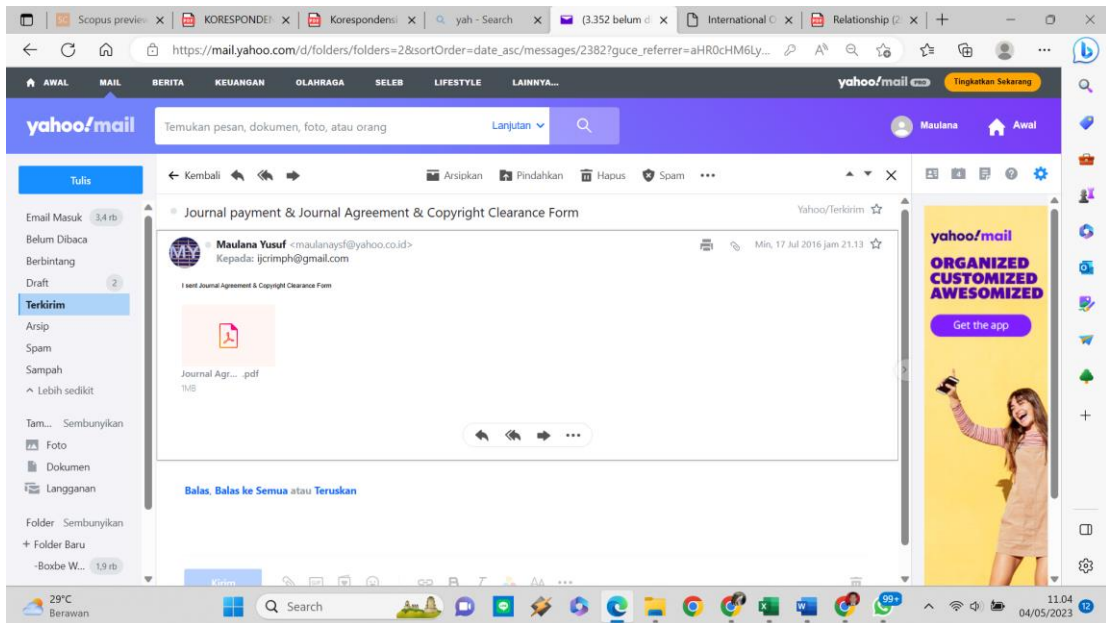 Scopus preview
KORESPONDEN
Korespondensi
yah - Search
(3.352 belum d
International C
Relationship (2
https://mail.yahoo.com/d/folders/folders=2&sortOrder=date_asc/messages/2382?guce_referrer=aHR0cHM6Ly...
AWAL MAIL BERITA KEUANGAN OLAHRAGA SELEB LIFESTYLE LAINNYA...
yahoo!mail PRO Tingkatkan Sekarang
yahoo!mail
Temukan pesan, dokumen, foto, atau orang Lanjutan
Maulana Awal
Tulis
Kembali Arsipkan Pindahkan Hapus Spam
Email Masuk 3,4 rb
Belum Dibaca
Berbintang
Draft 2
Terkirim
Arsip
Spam
Sampah
Lebih sedikit
Tam... Sembunyikan
Foto
Dokumen
Langganan
Folder Sembunyikan
+ Folder Baru
-Boxbe W... 1,9 rb
Journal payment & Journal Agreement & Copyright Clearance Form
Yahoo/Terkirim
MY
Maulana Yusuf <maulanaysf@yahoo.co.id>
Min, 17 Jul 2016 jam 21.13
Kepada: ijcrimph@gmail.com
I sent Journal Agreement & Copyright Clearance Form
Journal Agr... .pdf
1MB
Balas, Balas ke Semua atau Teruskan
Kirim
yahoo!mail
ORGANIZED
CUSTOMIZED
AWESOMIZED
Get the app
29°C
Berawan
Search
99+
11.04
04/05/2023
12